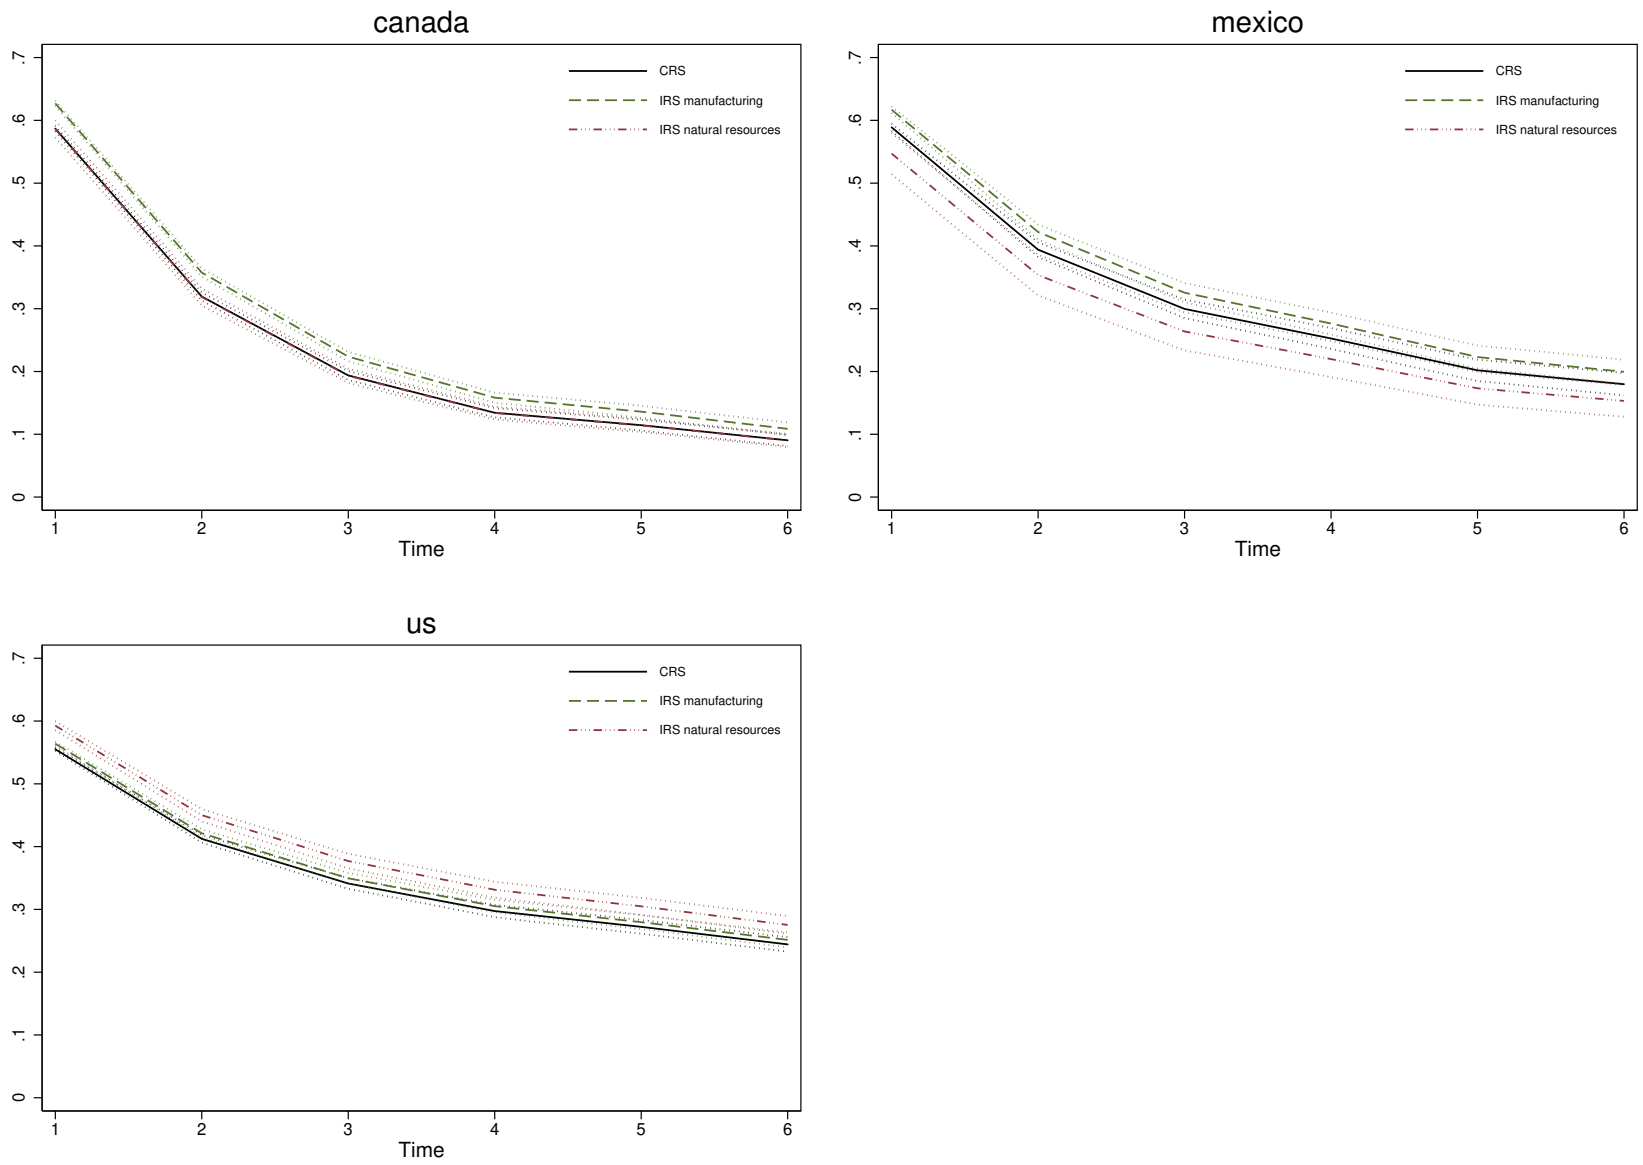 canada
.7
.6
.5
.4
.3
.2
.1
0
CRS
IRS manufacturing
IRS natural resources
1 2 3 4 5 6
Time
mexico
.7
.6
.5
.4
.3
.2
.1
0
CRS
IRS manufacturing
IRS natural resources
1 2 3 4 5 6
Time
us
.7
.6
.5
.4
.3
.2
.1
0
CRS
IRS manufacturing
IRS natural resources
1 2 3 4 5 6
Time